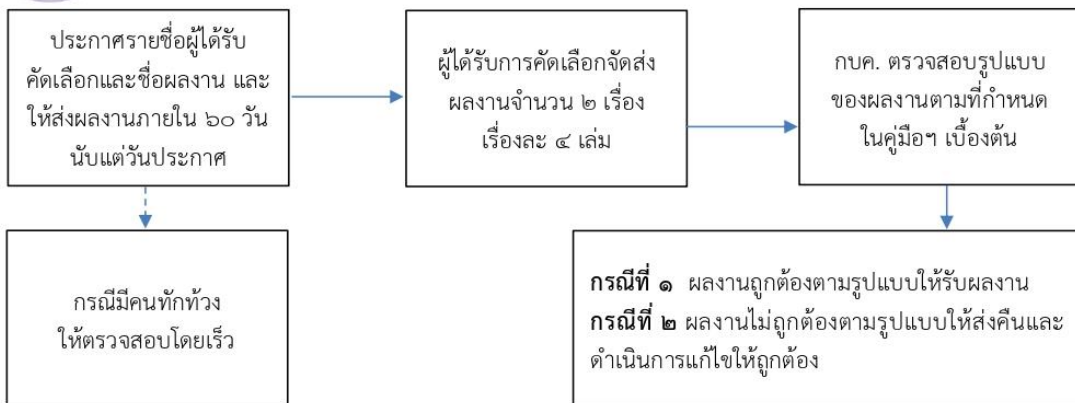 ประกาศรายชื่อผู้ได้รับ
คัดเลือกและชื่อผลงาน และ
ให้ส่งผลงานภายใน ๖๐ วัน
นับแต่วันประกาศ
ผู้ได้รับการคัดเลือกจัดส่ง
ผลงานจำนวน ๒ เรื่อง
เรื่องละ ๔ เล่ม
กบค. ตรวจสอบรูปแบบ
ของผลงานตามที่กำหนด
ในคู่มือฯ เบื้องต้น
กรณีมีคนทักท้วง
ให้ตรวจสอบโดยเร็ว
กรณีที่ ๑ ผลงานถูกต้องตามรูปแบบให้รับผลงาน
กรณีที่ ๒ ผลงานไม่ถูกต้องตามรูปแบบให้ส่งคืนและ
ดำเนินการแก้ไขให้ถูกต้อง